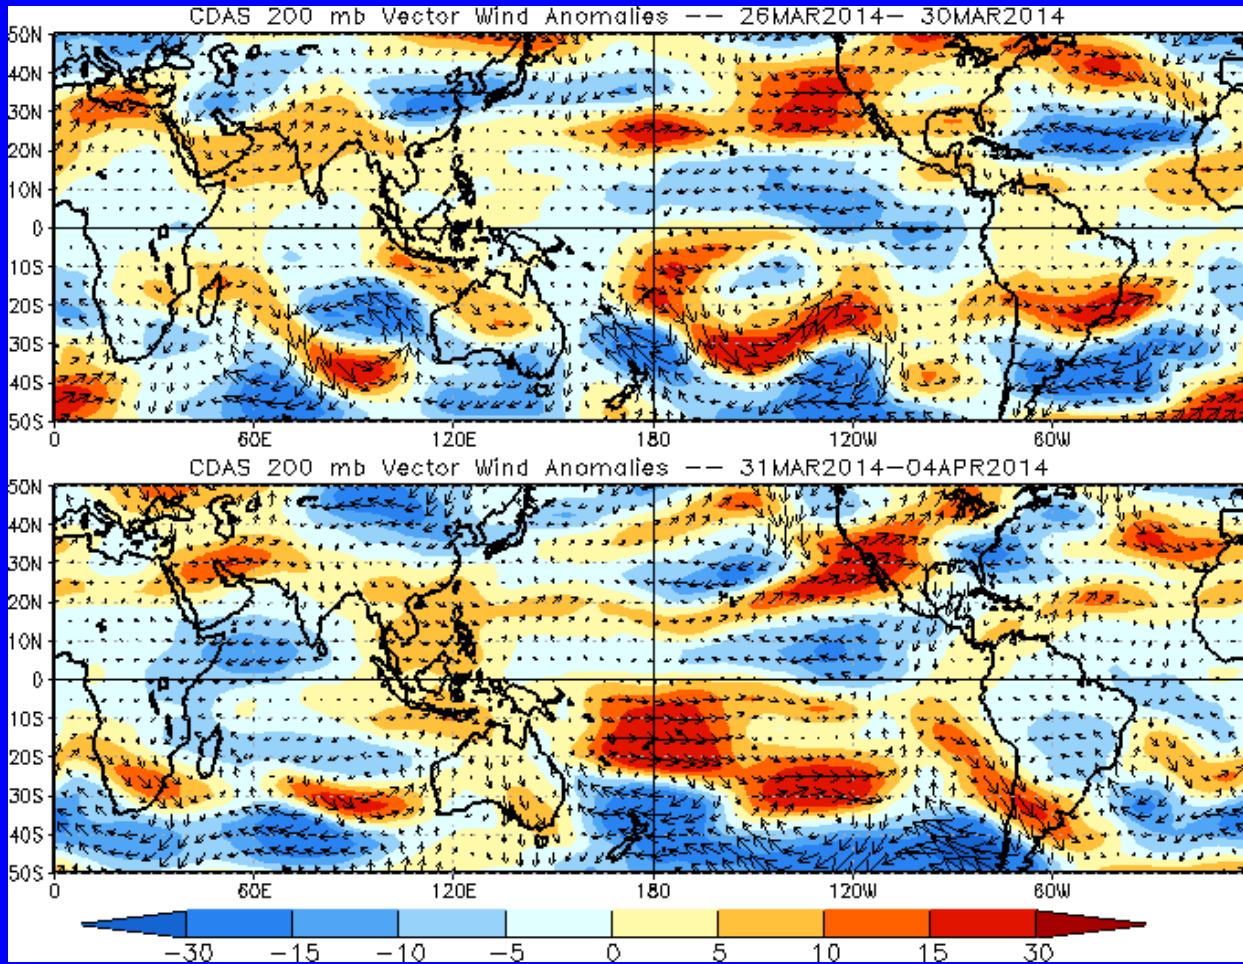 CDAS 200 mb Vector Wind Anomalies -- 26MAR2014- 30MAR2014
50N
40N
30N
20N
10N
0
10S
20S
30S
40S
50S
0 60E 120E 180 120W 60W
CDAS 200 mb Vector Wind Anomalies -- 31MAR2014-04APR2014
50N
40N
30N
20N
10N
0
10S
20S
30S
40S
50S
0 60E 120E 180 120W 60W
-30 -15 -10 -5 0 5 10 15 30